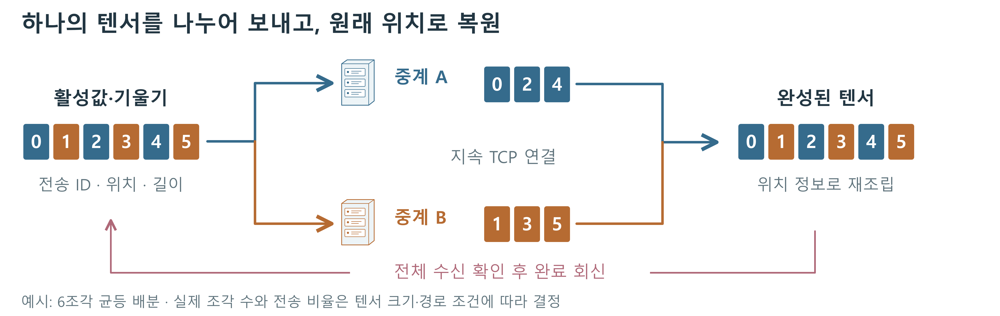 하나의 텐서를 나누어 보내고, 원래 위치로 복원
활성값·기울기
0 1 2 3 4 5
전송 ID · 위치 · 길이
중계 A
0 2 4
지속 TCP 연결
중계 B
1 3 5
완성된 텐서
0 1 2 3 4 5
위치 정보로 재조립
전체 수신 확인 후 완료 회신
예시: 6조각 균등 배분 · 실제 조각 수와 전송 비율은 텐서 크기·경로 조건에 따라 결정